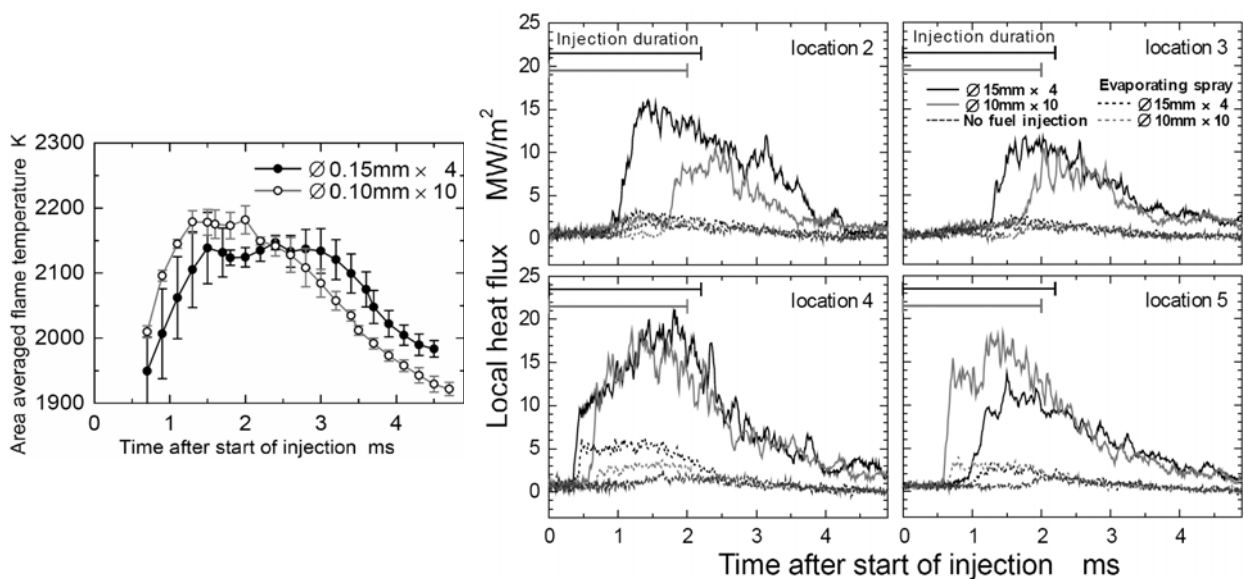 Area averaged flame temperature K
2300
2200
2100
2000
1900
Ø 0.15mm × 4
Ø 0.10mm × 10
0 1 2 3 4
Time after start of injection ms
Local heat flux MW/m²
25
20
15
10
5
0
Injection duration
location 2
Injection duration
location 3
Ø 15mm × 4
Ø 10mm × 10
No fuel injection
Evaporating spray
Ø 15mm × 4
Ø 10mm × 10
25
20
15
10
5
0
location 4
location 5
0 1 2 3 4
0 1 2 3 4
Time after start of injection ms